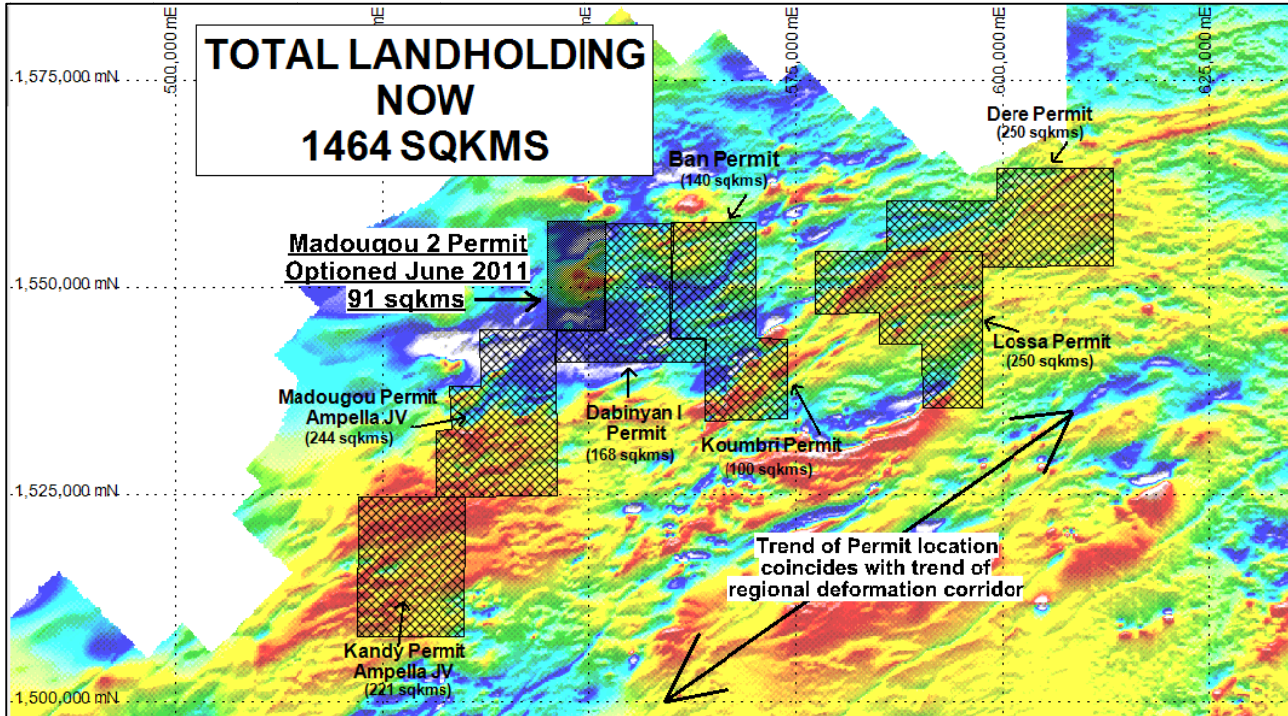 500,000 mE
575,000 mE
600,000 mE
625,000 mE
1,575,000 mN
TOTAL LANDHOLDING
NOW
1464 SQKMS
Dere Permit
(250 sqkms)
Ban Permit
(140 sqkms)
Madougou 2 Permit
Optioned June 2011
91 sqkms
1,550,000 mN
Lossa Permit
(250 sqkms)
Madougou Permit
Ampella JV
(244 sqkms)
Dabinyan I
Permit
(168 sqkms)
Koumbri Permit
(100 sqkms)
1,525,000 mN
Trend of Permit location
coincides with trend of
regional deformation corridor
Kandy Permit
Ampella JV
(221 sqkms)
1,500,000 mN